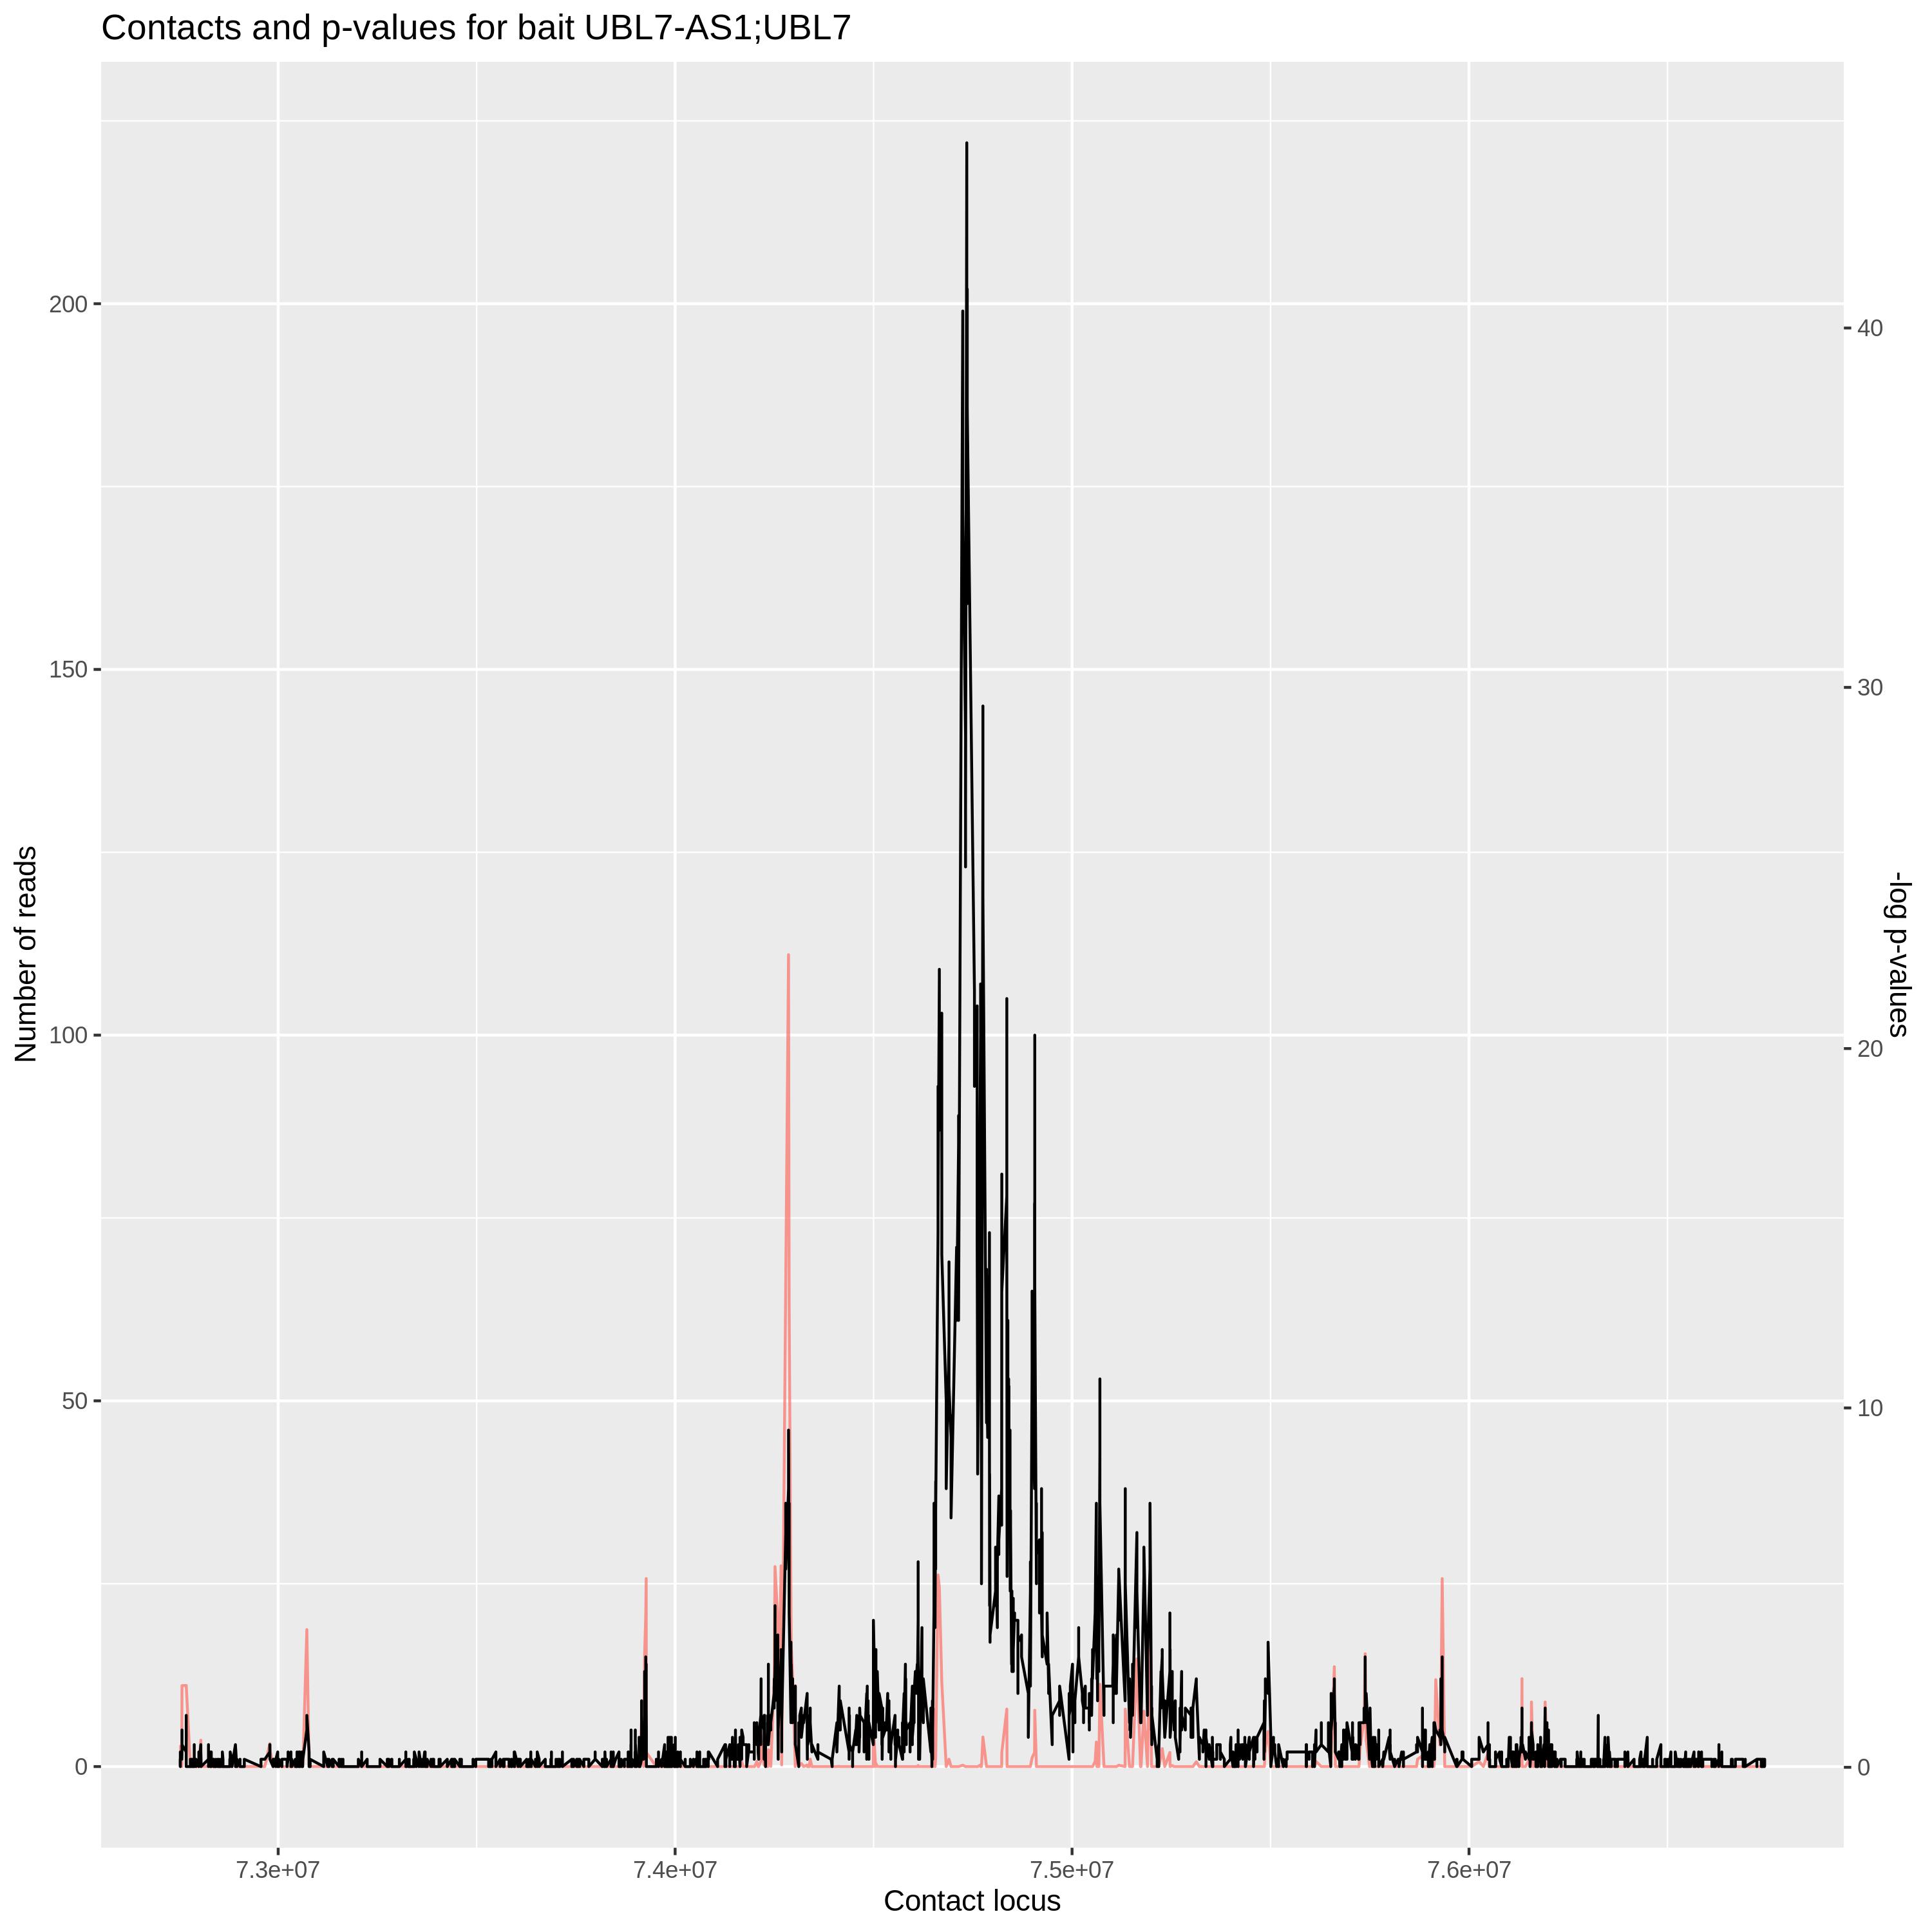 Contacts and p-values for bait UBL7-AS1;UBL7
Number of reads
200
150
100
50
0
40
30
20
10
0
-log p-values
7.3e+07 7.4e+07 7.5e+07 7.6e+07
Contact locus